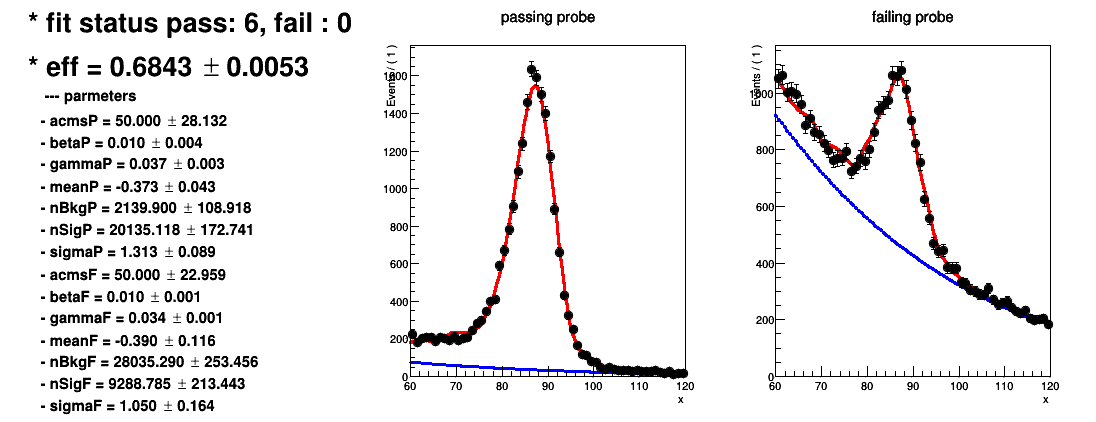 * fit status pass: 6, fail : 0
* eff = 0.6843 ± 0.0053
--- parmeters
- acmsP = 50.000 ± 28.132
- betaP = 0.010 ± 0.004
- gammaP = 0.037 ± 0.003
- meanP = -0.373 ± 0.043
- nBkgP = 2139.900 ± 108.918
- nSigP = 20135.118 ± 172.741
- sigmaP = 1.313 ± 0.089
- acmsF = 50.000 ± 22.959
- betaF = 0.010 ± 0.001
- gammaF = 0.034 ± 0.001
- meanF = -0.390 ± 0.116
- nBkgF = 28035.290 ± 253.456
- nSigF = 9288.785 ± 213.443
- sigmaF = 1.050 ± 0.164
passing probe
Events / ( 1 )
1600
1400
1200
1000
800
600
400
200
0
60 70 80 90 100 110 120
x
failing probe
Events / ( 1 )
1000
800
600
400
200
0
60 70 80 90 100 110 120
x